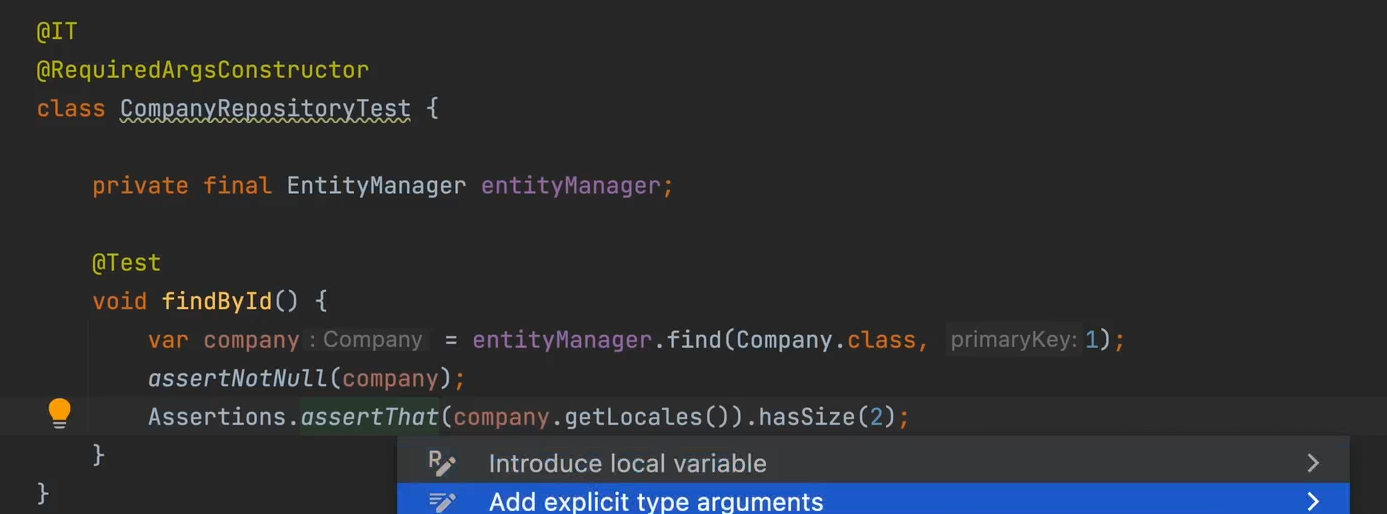 @IT
@RequiredArgsConstructor
class CompanyRepositoryTest {
private final EntityManager entityManager;
@Test
void findById() {
var company : Company = entityManager.find(Company.class, primaryKey: 1);
assertNotNull(company);
Assertions.assertThat(company.getLocales()).hasSize(2);
}
Introduce local variable
}
Add explicit type arguments